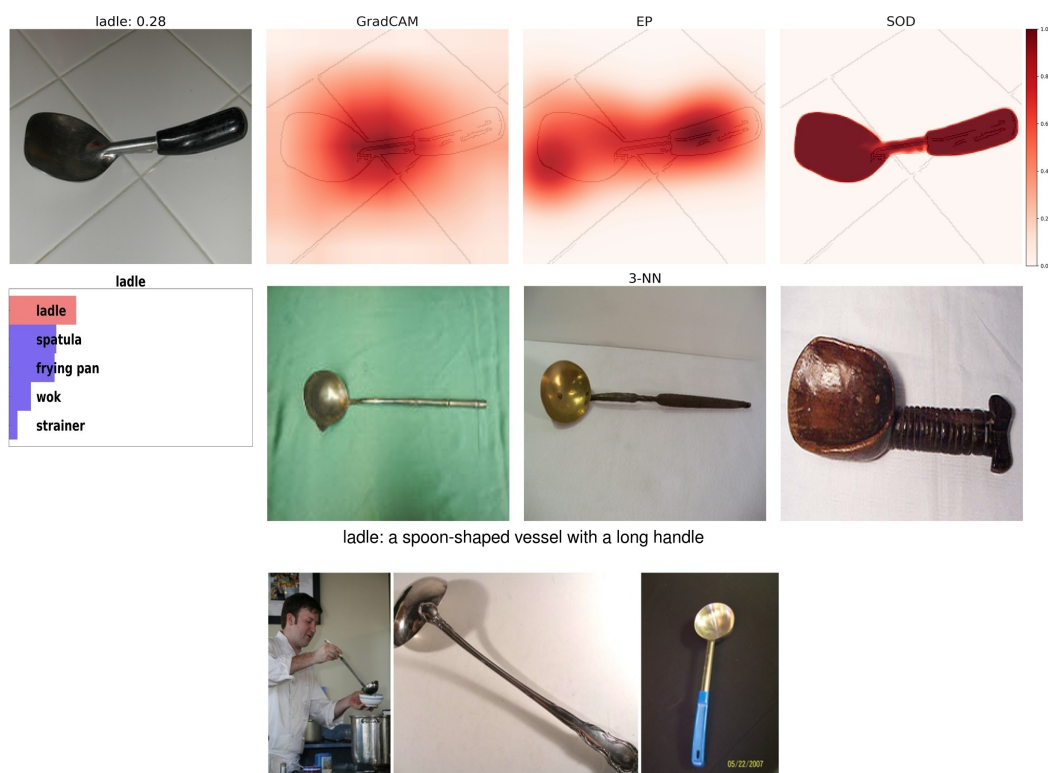 ladle: 0.28
GradCAM
EP
SOD
1.0
0.8
0.6
0.4
0.2
0.0
ladle
ladle
spatula
frying pan
wok
strainer
3-NN
ladle: a spoon-shaped vessel with a long handle
05/22/2007